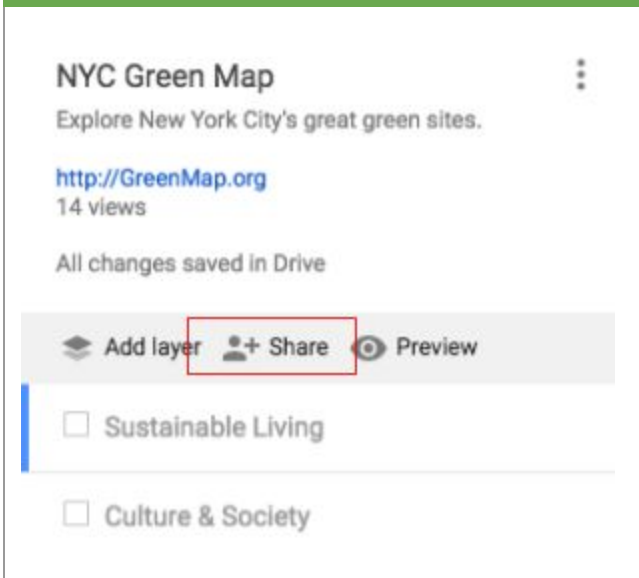 NYC Green Map
Explore New York City's great green sites.
http://GreenMap.org
14 views
All changes saved in Drive
Add layer Share Preview
Sustainable Living
Culture & Society